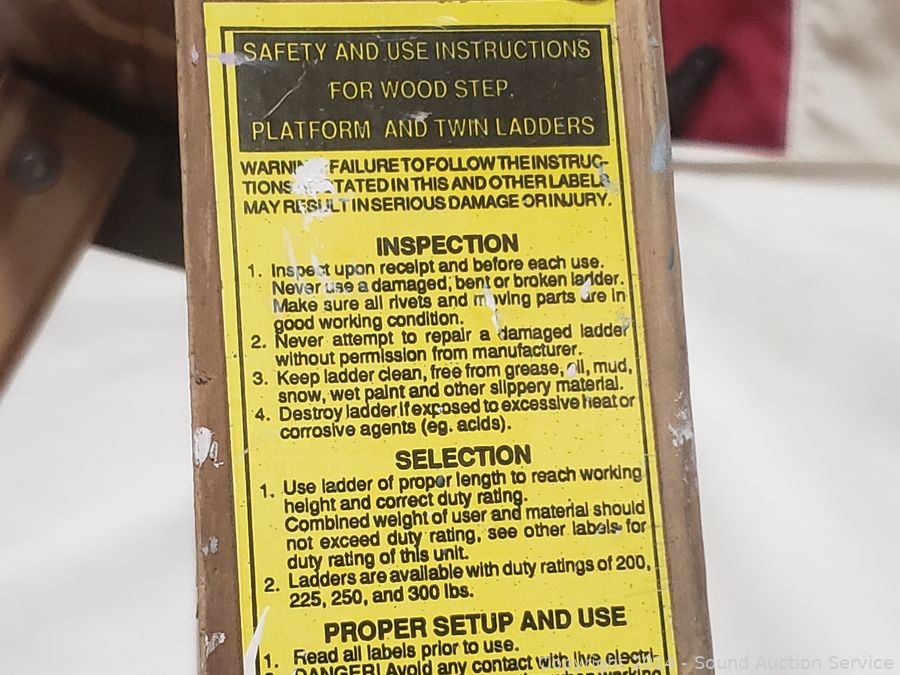 SAFETY AND USE INSTRUCTIONS
FOR WOOD STEP,
PLATFORM AND TWIN LADDERS
FAILURE TO FOLLOW THE INSTRUC-
TIONS STATED IN THIS AND OTHER LABELS
MAY RESULT IN SERIOUS DAMAGE OR INJURY.
INSPECTION
1. Inspect upon receipt and before each use.
Never use a damaged, bent or broken ladder.
Make sure all rivets and moving parts are in
good working condition.
2. Never attempt to repair a damaged ladder
without permission from manufacturer.
3. Keep ladder clean, free from grease, oil, mud,
snow, wet paint and other slippery material.
4. Destroy ladder if exposed to excessive heat or
corrosive agents (eg. acids).
SELECTION
1. Use ladder of proper length to reach working
height and correct duty rating.
Combined weight of user and material should
not exceed duty rating, see other labels for
duty rating of this unit.
2. Ladders are available with duty ratings of 200,
225, 250, and 300 lbs.
PROPER SETUP AND USE
1. Read all labels prior to use.
DANGER! Avoid any contact with live electri-
when working
Copyright 2024 - Sound Auction Service